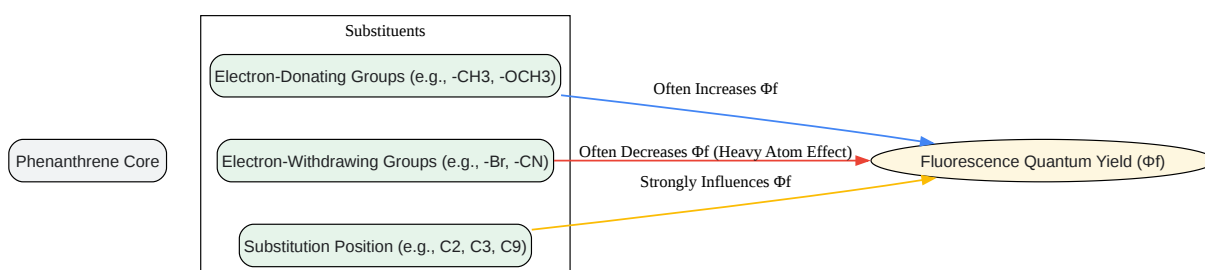 Substituents
Electron-Donating Groups (e.g., -CH3, -OCH3)
Often Increases Φf
Phenanthrene Core
Electron-Withdrawing Groups (e.g., -Br, -CN)
Often Decreases Φf (Heavy Atom Effect)
Fluorescence Quantum Yield (Φf)
Strongly Influences Φf
Substitution Position (e.g., C2, C3, C9)